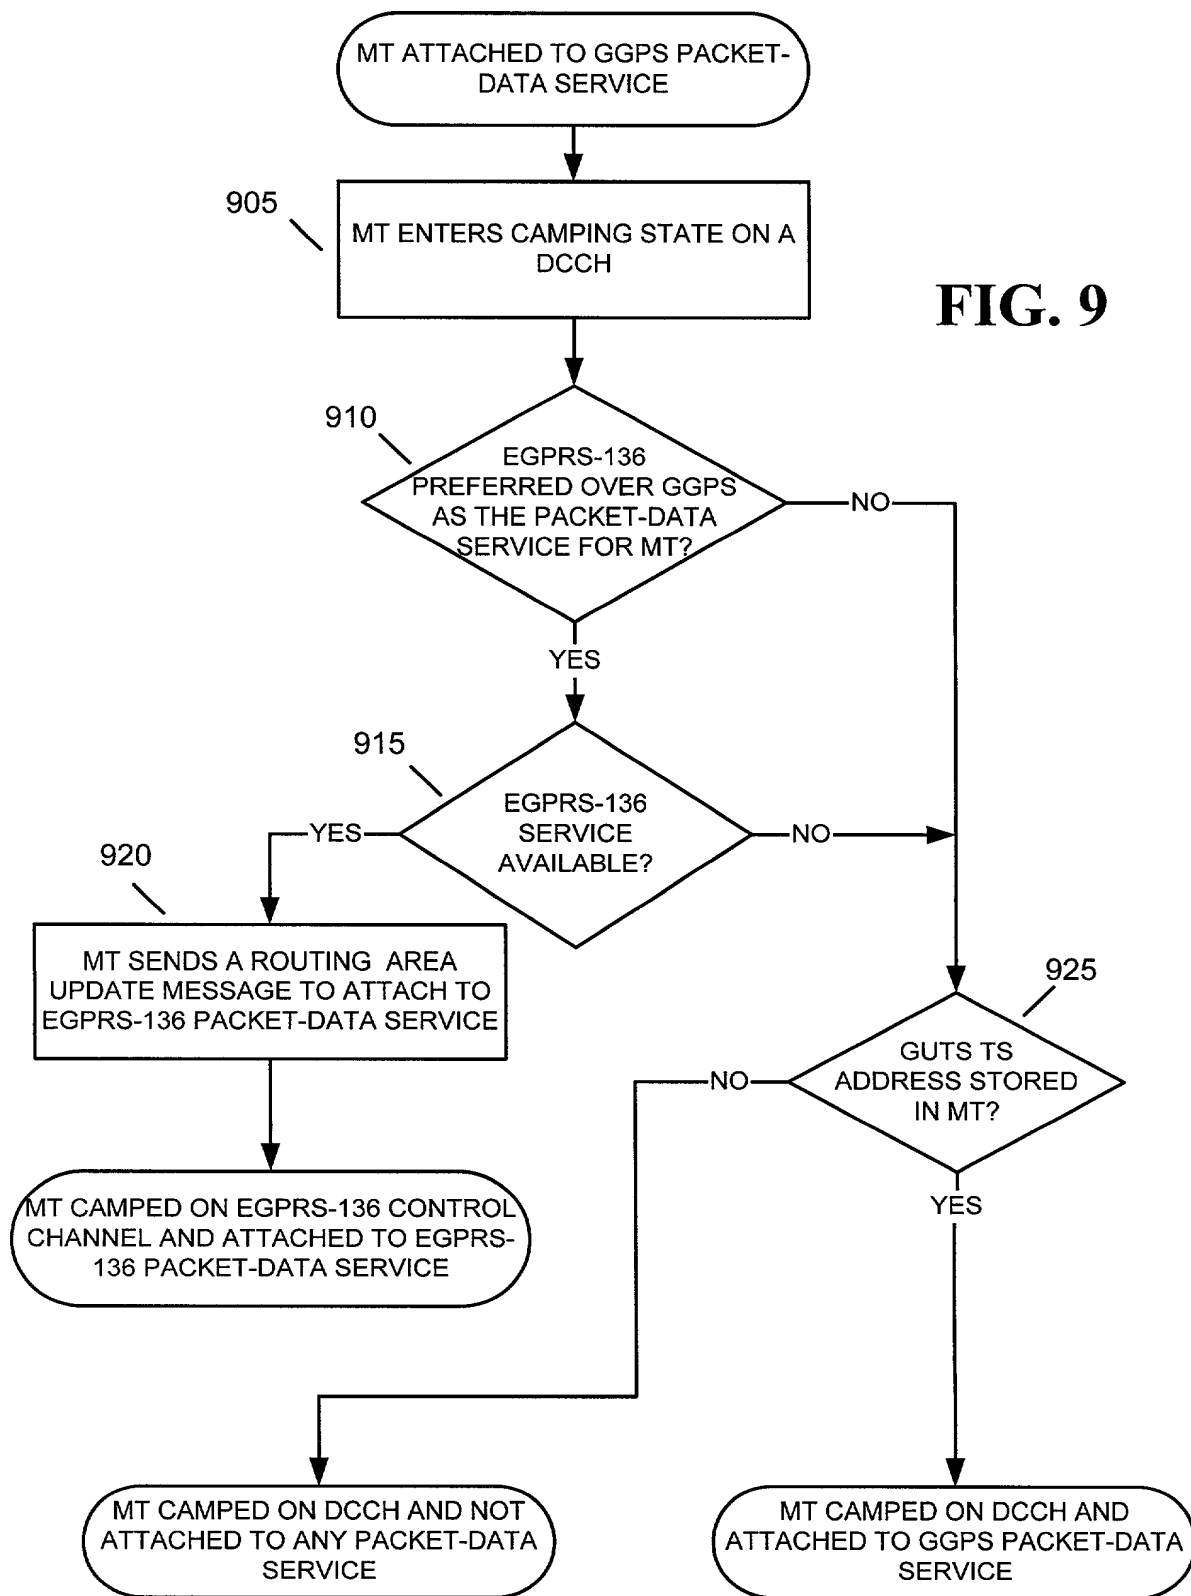 MT ATTACHED TO GGPS PACKET-
DATA SERVICE
905
MT ENTERS CAMPING STATE ON A
DCCH
FIG. 9
910
EGPRS-136
PREFERRED OVER GGPS
AS THE PACKET-DATA
SERVICE FOR MT?
NO
YES
915
EGPRS-136
SERVICE
AVAILABLE?
YES
NO
920
MT SENDS A ROUTING AREA
UPDATE MESSAGE TO ATTACH TO
EGPRS-136 PACKET-DATA SERVICE
925
GUTS TS
ADDRESS STORED
IN MT?
NO
YES
MT CAMPED ON EGPRS-136 CONTROL
CHANNEL AND ATTACHED TO EGPRS-
136 PACKET-DATA SERVICE
MT CAMPED ON DCCH AND NOT
ATTACHED TO ANY PACKET-DATA
SERVICE
MT CAMPED ON DCCH AND
ATTACHED TO GGPS PACKET-DATA
SERVICE